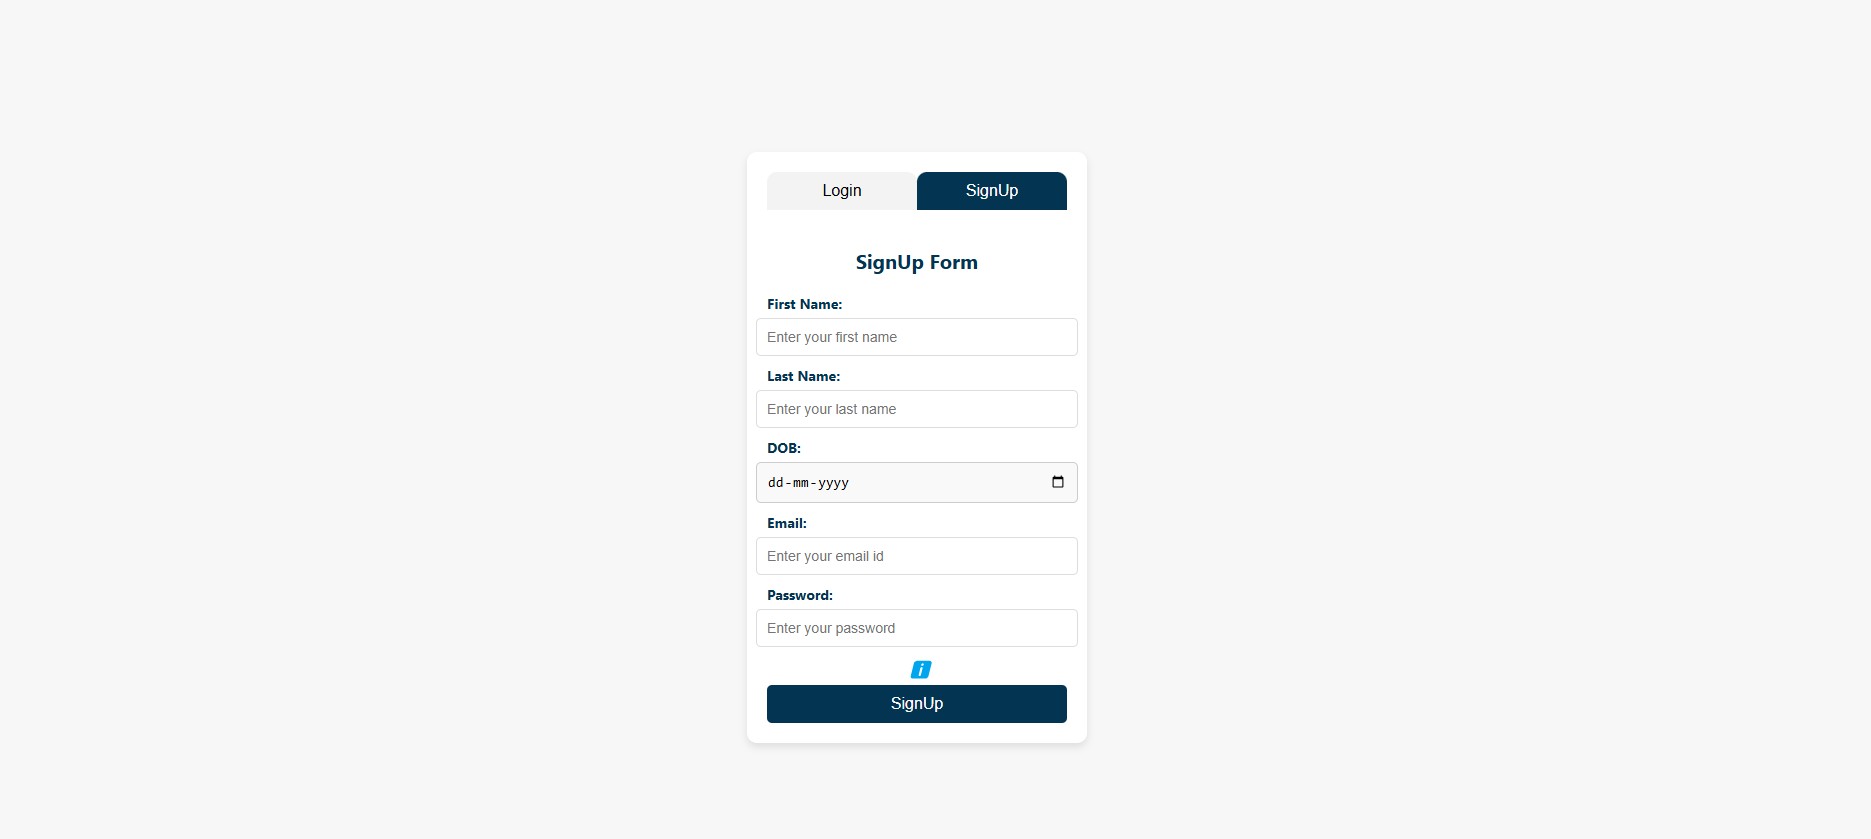 Login SignUp
SignUp Form
First Name:
Enter your first name
Last Name:
Enter your last name
DOB:
dd-mm-yyyy
Email:
Enter your email id
Password:
Enter your password
i
SignUp